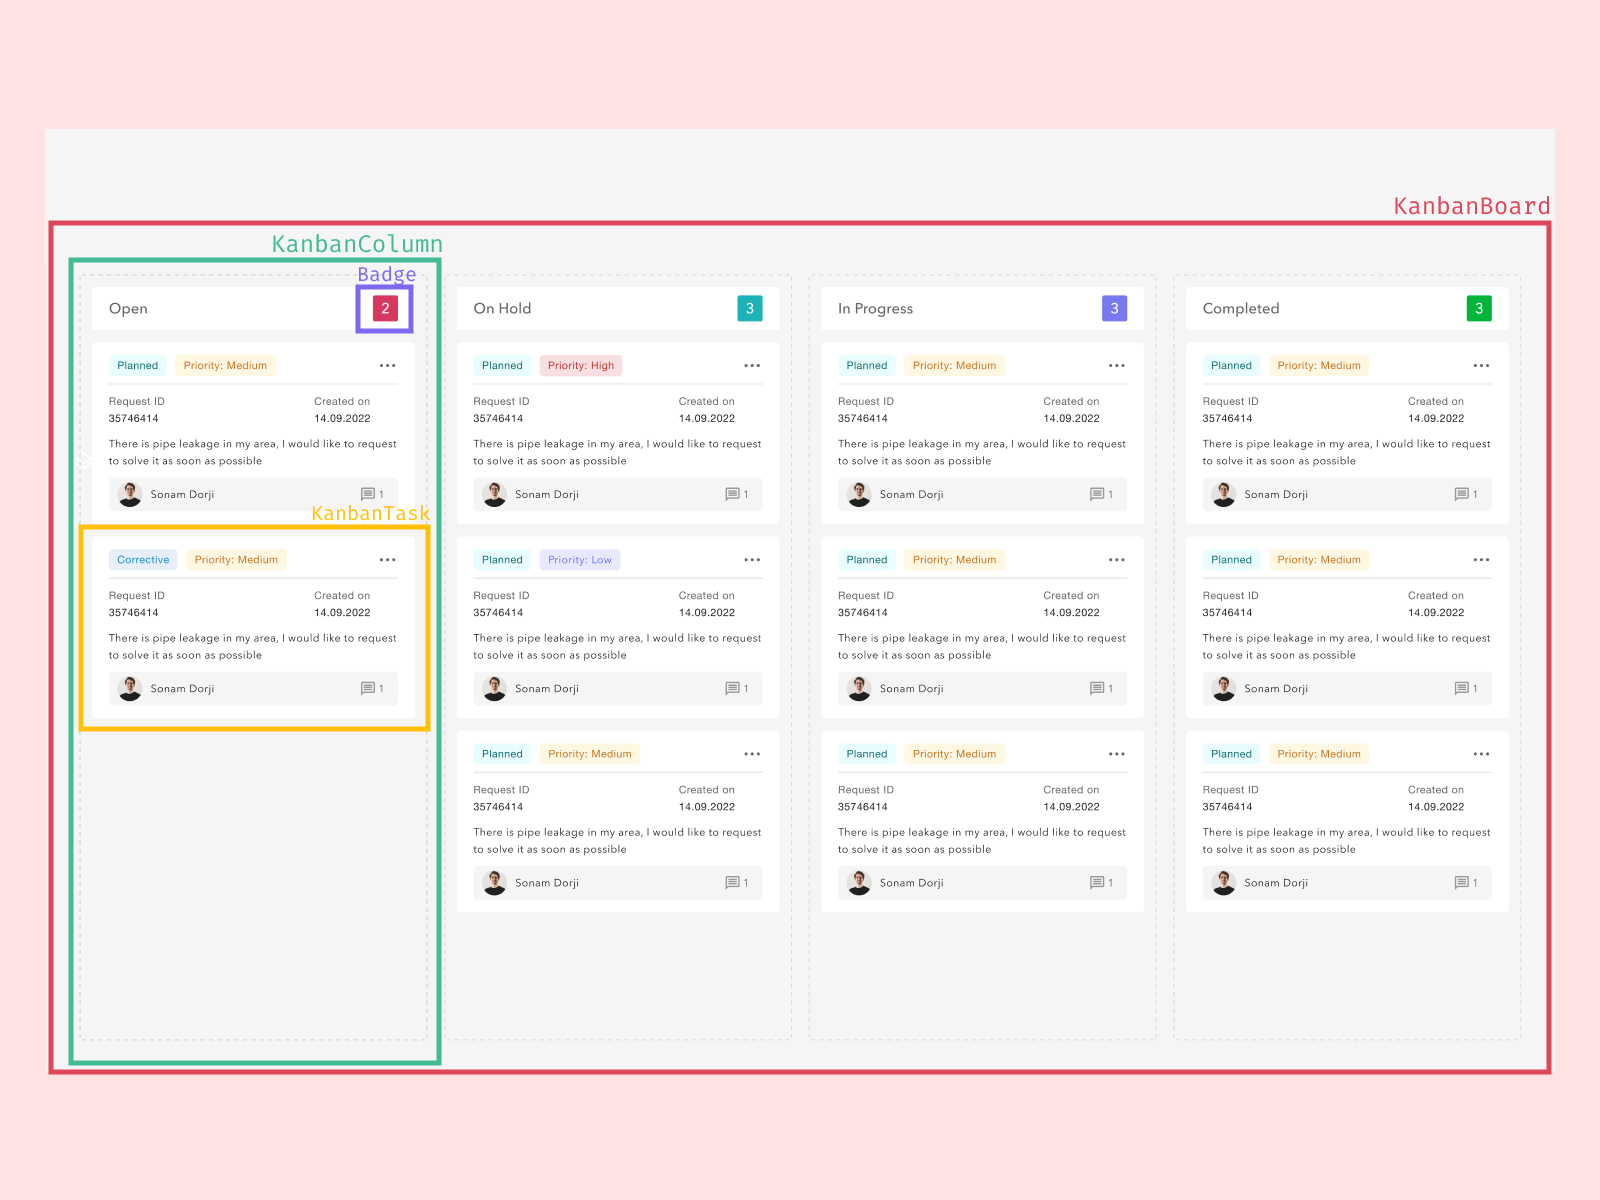 KanbanBoard
KanbanColumn
Badge
Open
2
Planned
Priority: Medium
Request ID
Created on
35746414
14.09.2022
There is pipe leakage in my area, I would like to request
to solve it as soon as possible
Sonam Dorji
1
KanbanTask
Corrective
Priority: Medium
Request ID
Created on
35746414
14.09.2022
There is pipe leakage in my area, I would like to request
to solve it as soon as possible
Sonam Dorji
1
On Hold
3
Planned
Priority: High
Request ID
Created on
35746414
14.09.2022
There is pipe leakage in my area, I would like to request
to solve it as soon as possible
Sonam Dorji
1
Planned
Priority: Low
Request ID
Created on
35746414
14.09.2022
There is pipe leakage in my area, I would like to request
to solve it as soon as possible
Sonam Dorji
1
Planned
Priority: Medium
Request ID
Created on
35746414
14.09.2022
There is pipe leakage in my area, I would like to request
to solve it as soon as possible
Sonam Dorji
1
In Progress
3
Planned
Priority: Medium
Request ID
Created on
35746414
14.09.2022
There is pipe leakage in my area, I would like to request
to solve it as soon as possible
Sonam Dorji
1
Planned
Priority: Medium
Request ID
Created on
35746414
14.09.2022
There is pipe leakage in my area, I would like to request
to solve it as soon as possible
Sonam Dorji
1
Planned
Priority: Medium
Request ID
Created on
35746414
14.09.2022
There is pipe leakage in my area, I would like to request
to solve it as soon as possible
Sonam Dorji
1
Completed
3
Planned
Priority: Medium
Request ID
Created on
35746414
14.09.2022
There is pipe leakage in my area, I would like to request
to solve it as soon as possible
Sonam Dorji
1
Planned
Priority: Medium
Request ID
Created on
35746414
14.09.2022
There is pipe leakage in my area, I would like to request
to solve it as soon as possible
Sonam Dorji
1
Planned
Priority: Medium
Request ID
Created on
35746414
14.09.2022
There is pipe leakage in my area, I would like to request
to solve it as soon as possible
Sonam Dorji
1